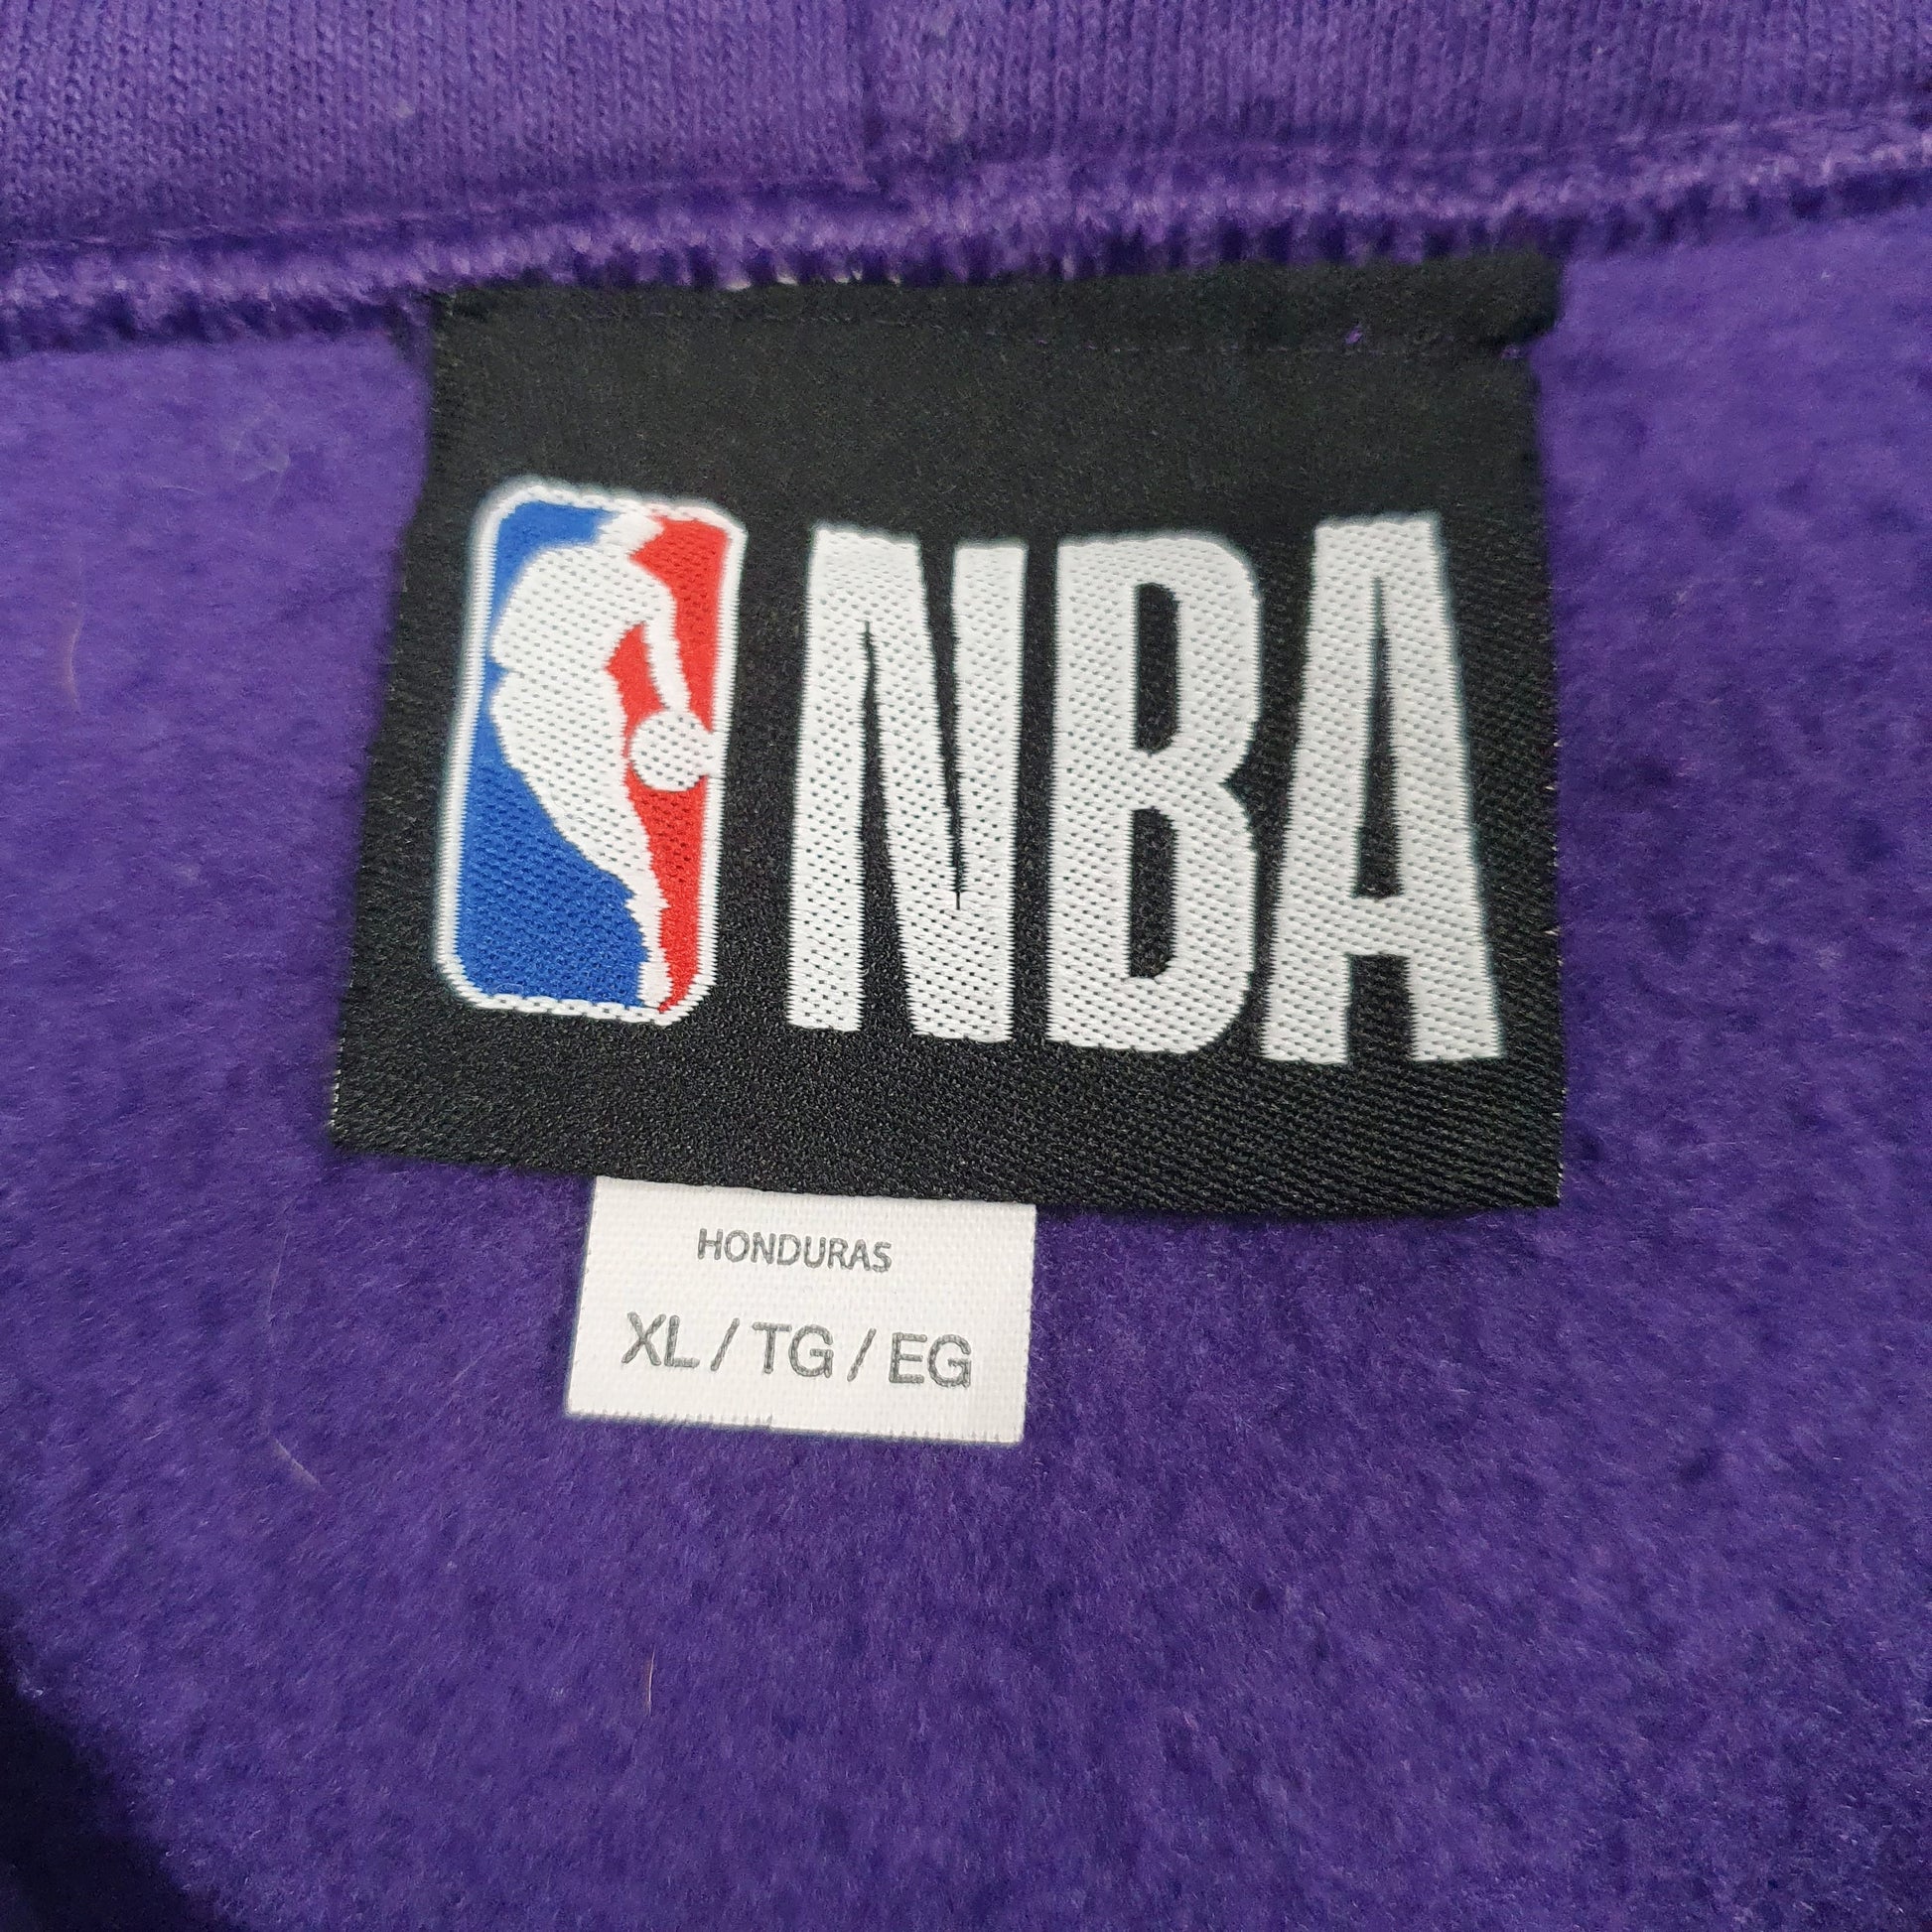 NBA
HONDURAS
XL / TG / EG